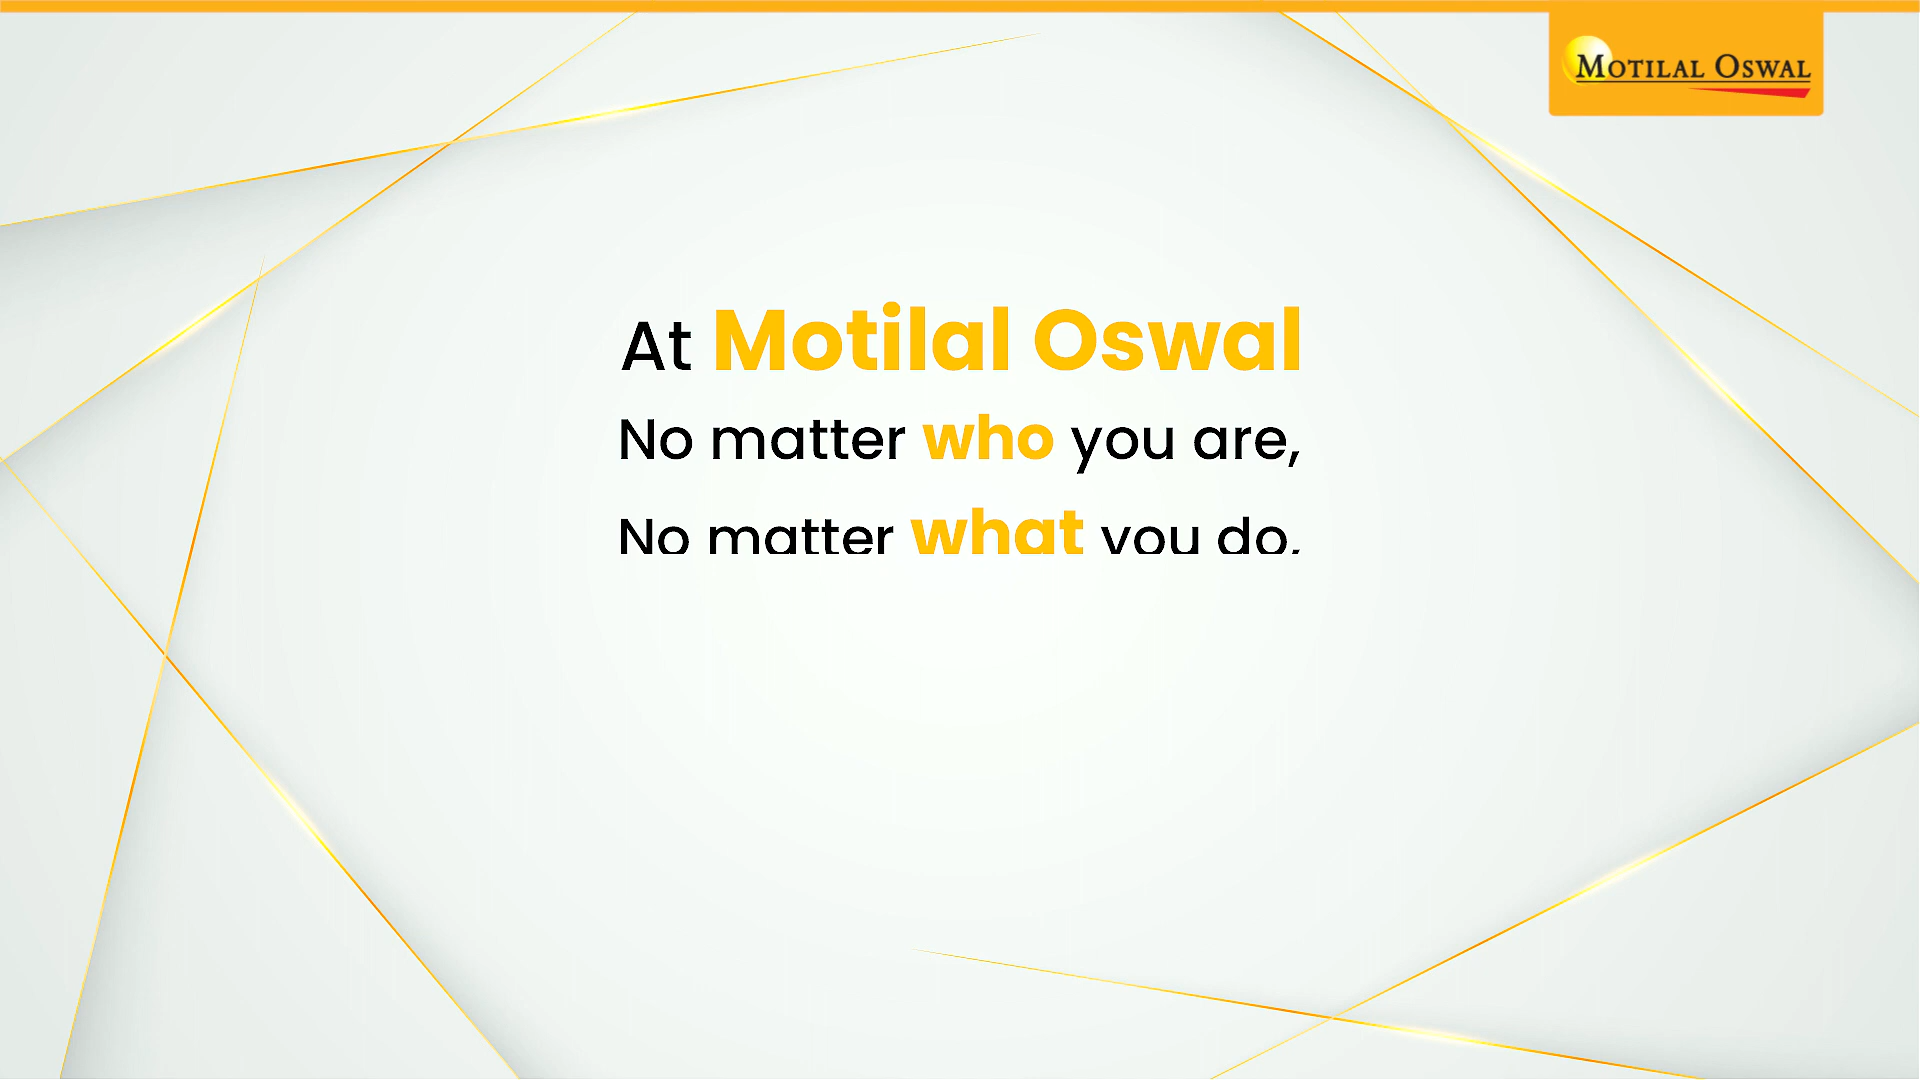 MOTILAL OSWAL
At Motilal Oswal
No matter who you are,
No matter what you do.